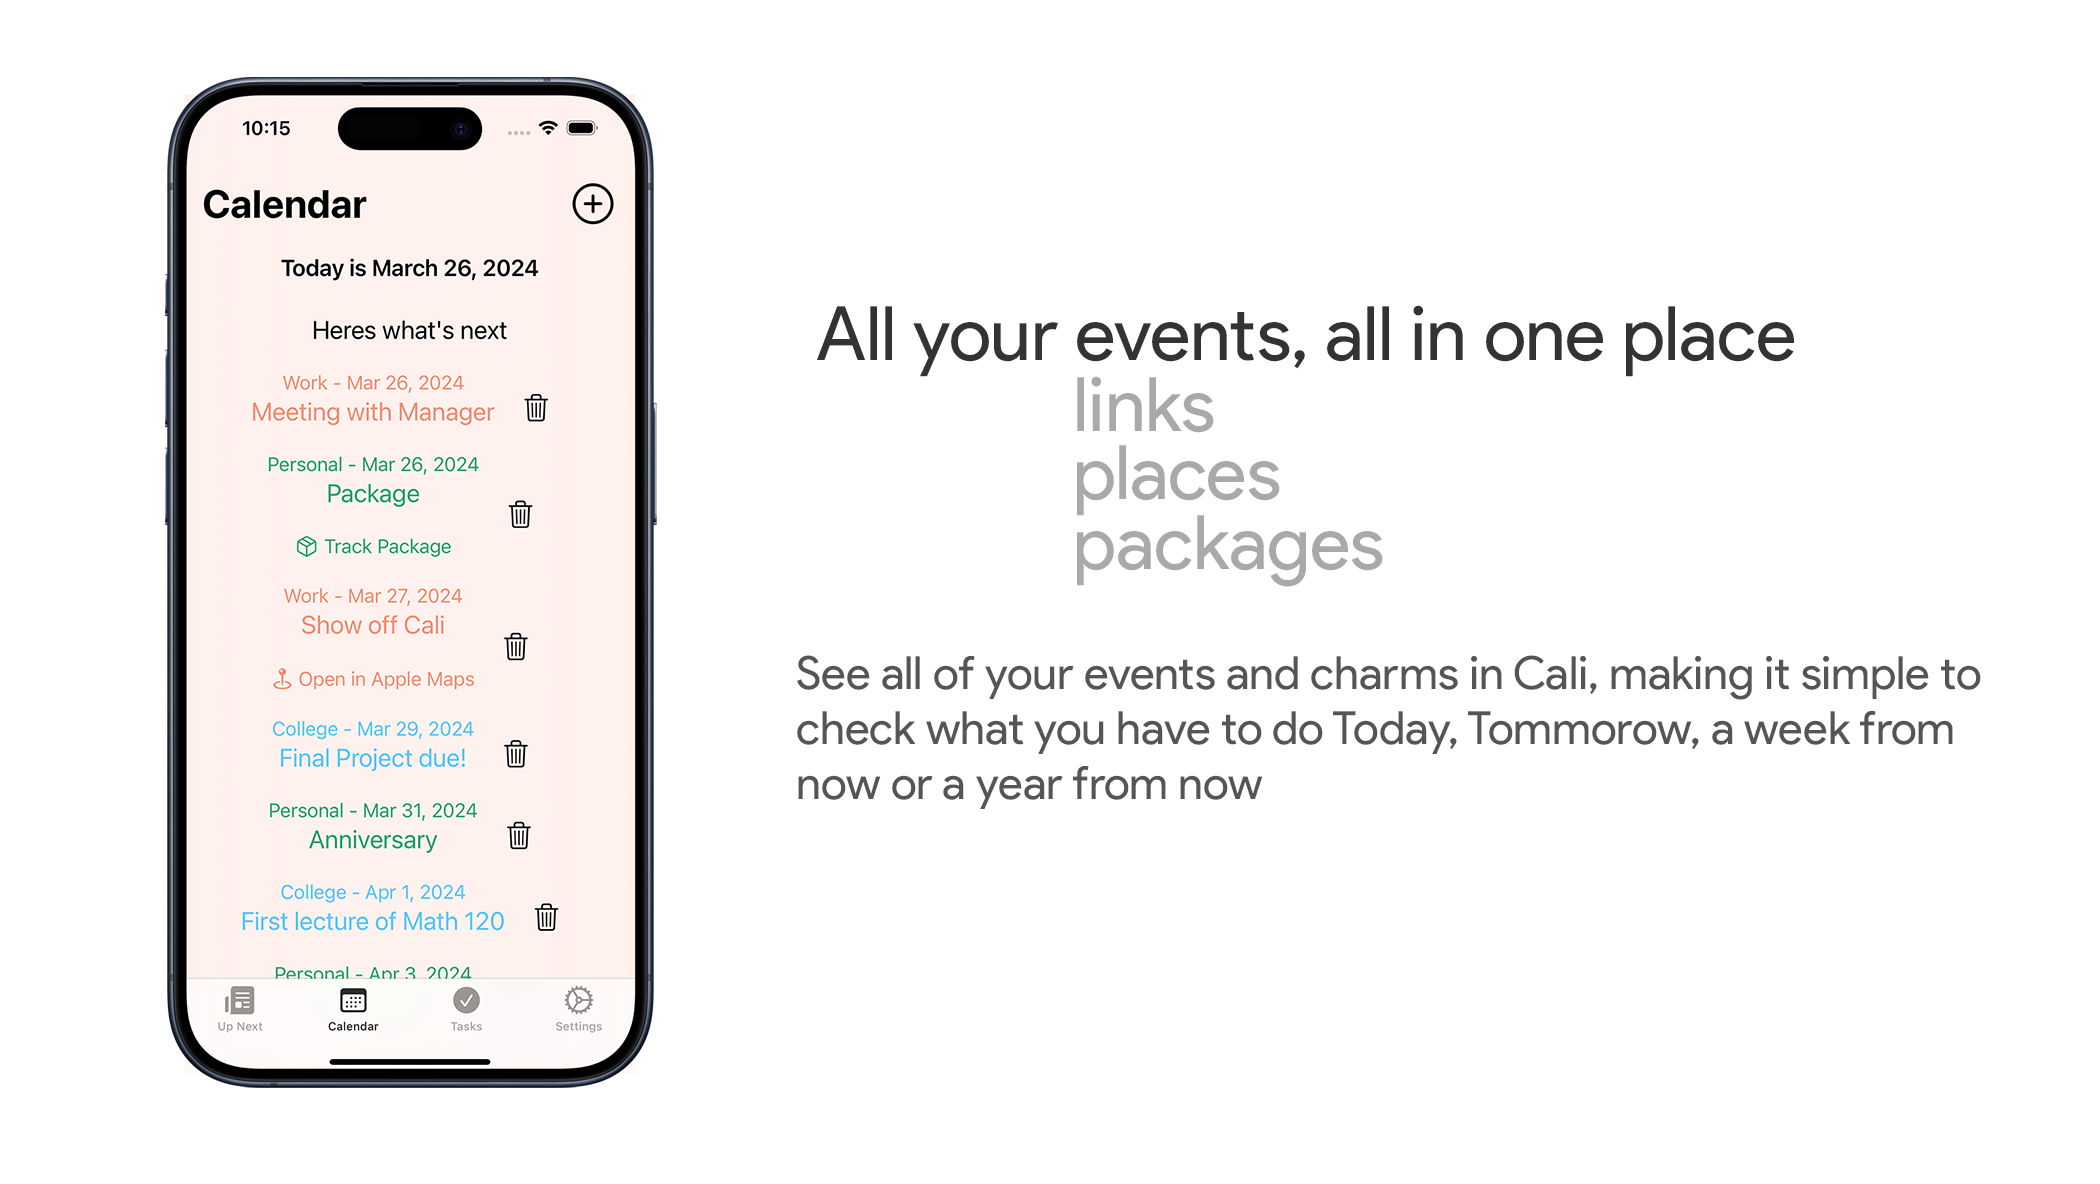 10:15
Calendar
Today is March 26, 2024
Heres what's next
Work - Mar 26, 2024
Meeting with Manager
Personal - Mar 26, 2024
Package
Track Package
Work - Mar 27, 2024
Show off Cali
Open in Apple Maps
College - Mar 29, 2024
Final Project due!
Personal - Mar 31, 2024
Anniversary
College - Apr 1, 2024
First lecture of Math 120
Personal - Apr 3, 2024
Up Next
Calendar
Tasks
Settings
All your events, all in one place
links
places
packages
See all of your events and charms in Cali, making it simple to
check what you have to do Today, Tommorow, a week from
now or a year from now